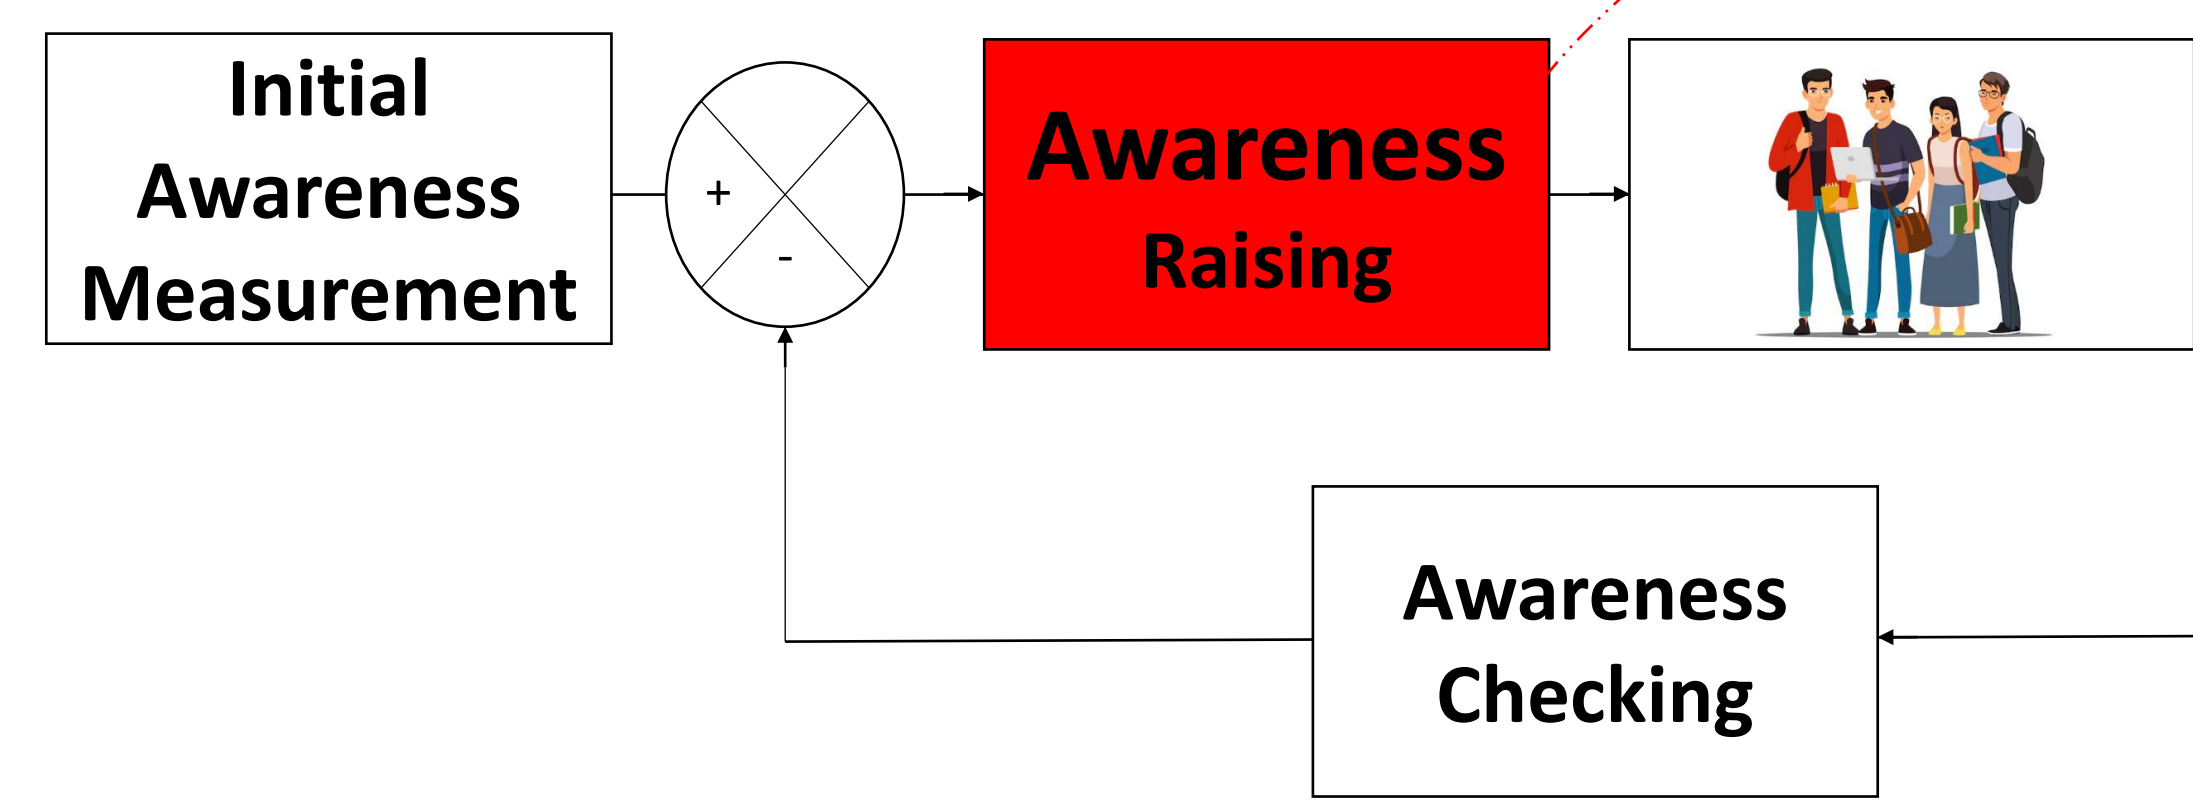 Initial
Awareness
Measurement
+
-
Awareness
Raising
Awareness
Checking